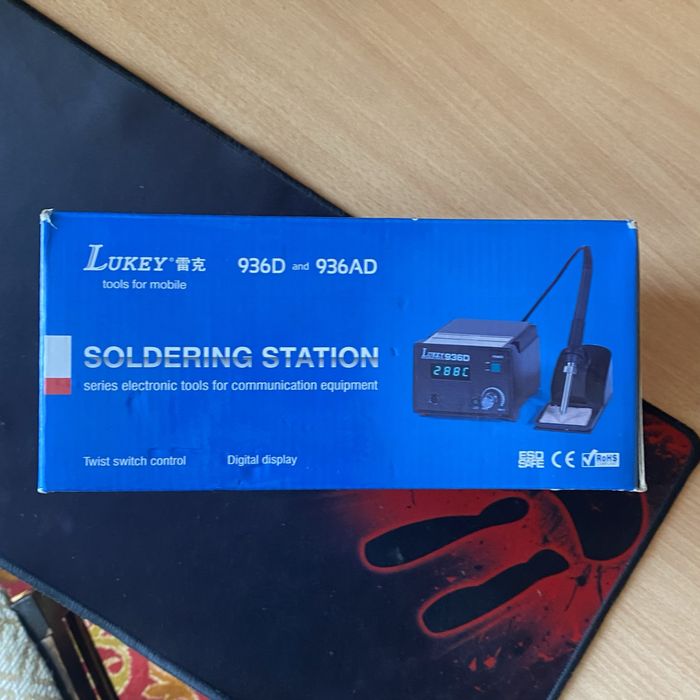 LUKEY® 雷克 936D and 936AD
tools for mobile
SOLDERING STATION
series electronic tools for communication equipment
Twist switch control Digital display
LUKEY 936D
288C
ESD SAFE CE RoHS